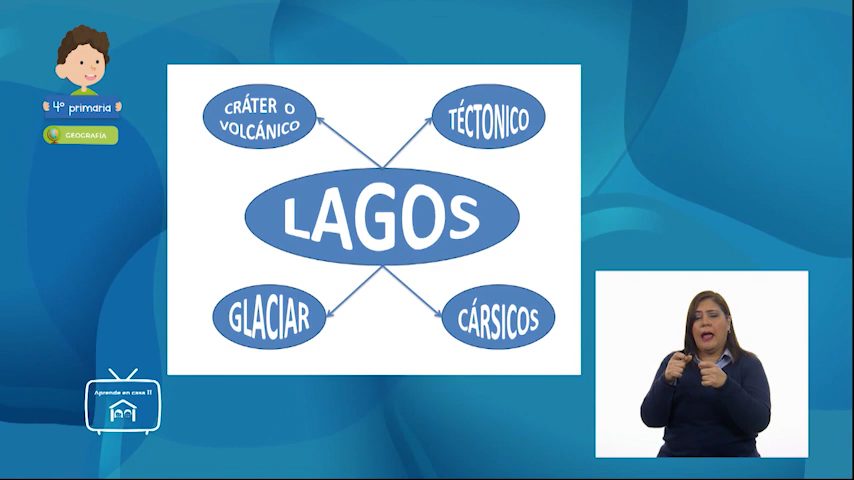 4º primaria
GEOGRAFÍA
CRÁTER O
VOLCÁNICO
TÉCTONICO
LAGOS
GLACIAR
CÁRSICOS
Aprende en casa II